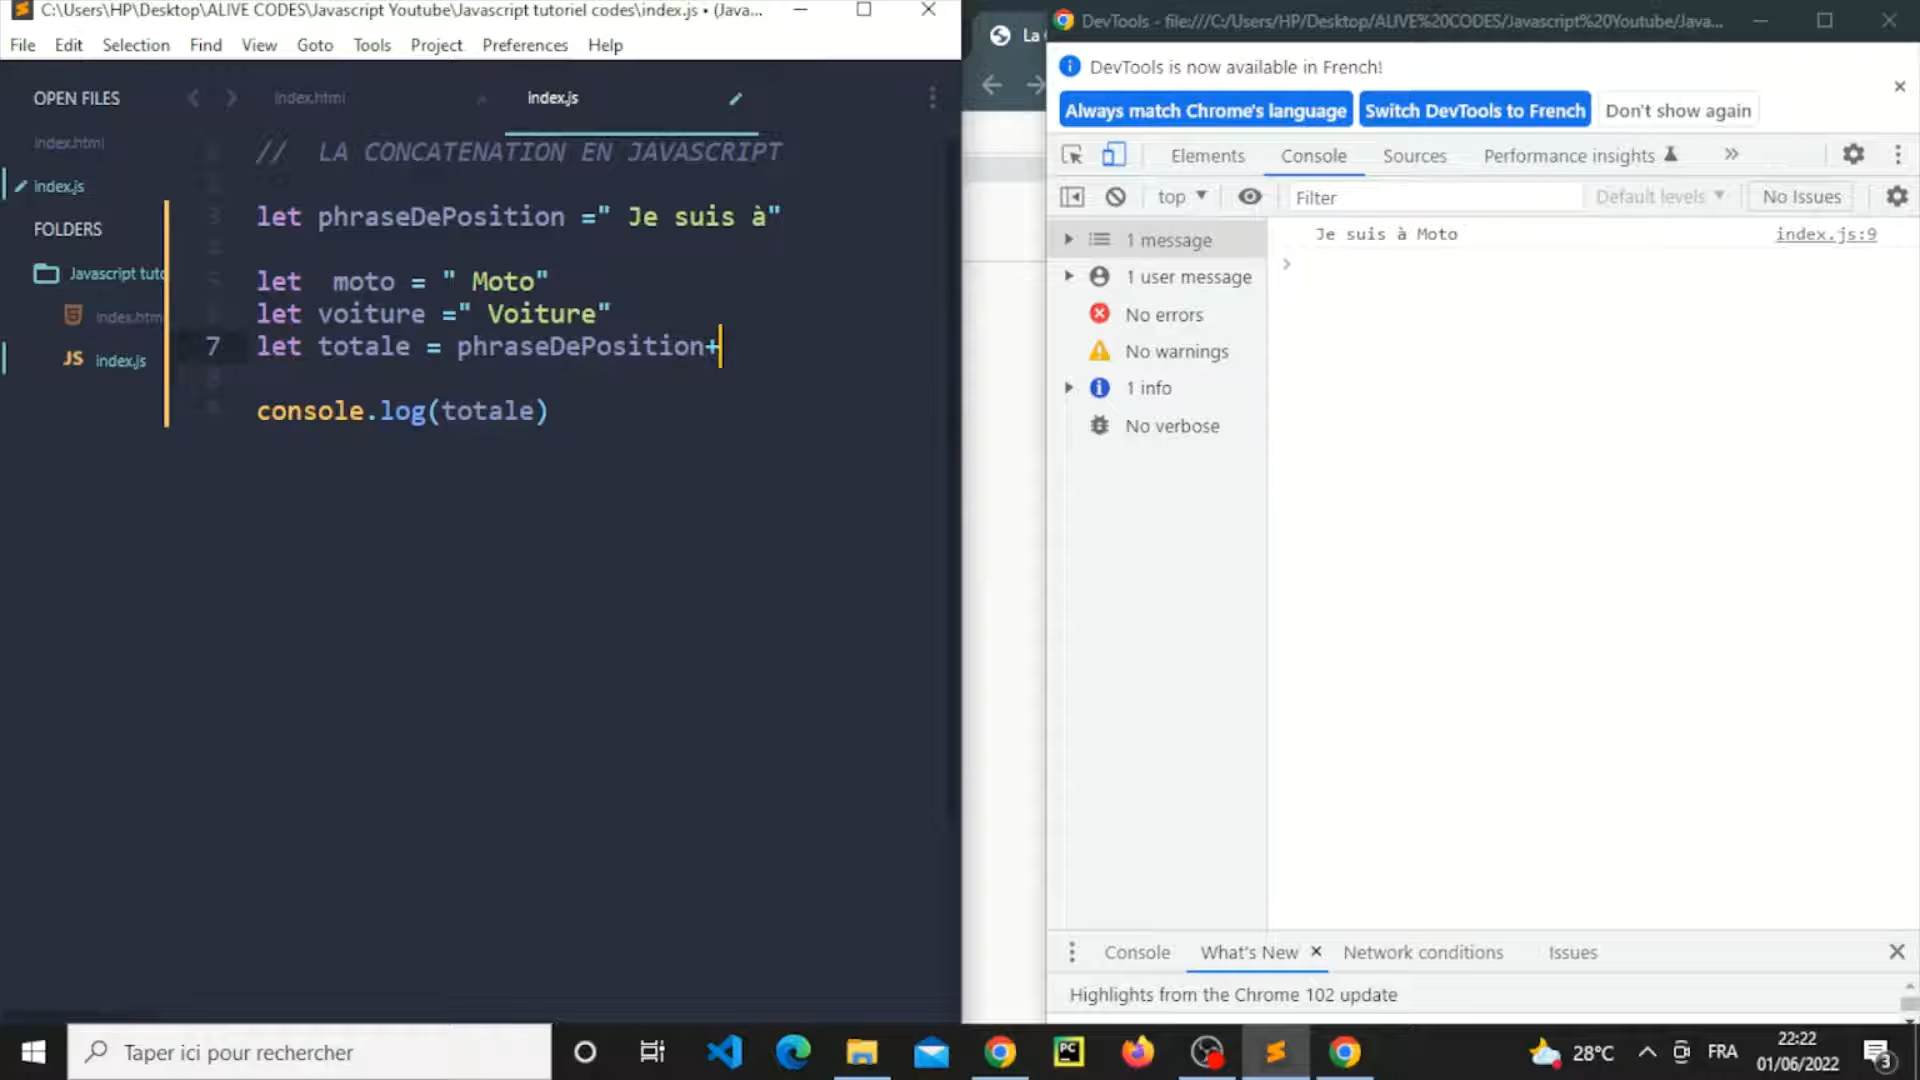 C:\Users\HP\Desktop\ALIVE CODES\Javascript Youtube\Javascript tutoriel codes\index.js • (Java...
File Edit Selection Find View Goto Tools Project Preferences Help
OPEN FILES
index.html
index.js
FOLDERS
Javascript tuto
index.htm
JS index.js
index.html
index.js
// LA CONCATENATION EN JAVASCRIPT
3 let phraseDePosition =" Je suis à"
5 let  moto = " Moto"
let voiture =" Voiture"
7 let totale = phraseDePosition+
console.log(totale)
La
DevTools - file:///C:/Users/HP/Desktop/ALIVE%20CODES/Javascript%20Youtube/Java...
DevTools is now available in French!
Always match Chrome's language Switch DevTools to French Don't show again
Elements Console Sources Performance insights
top Filter Default levels No Issues
1 message
1 user message
No errors
No warnings
1 info
No verbose
Je suis à Moto index.js:9
Console What's New Network conditions Issues
Highlights from the Chrome 102 update
Taper ici pour rechercher
PC
28°C FRA
22:22
01/06/2022
3